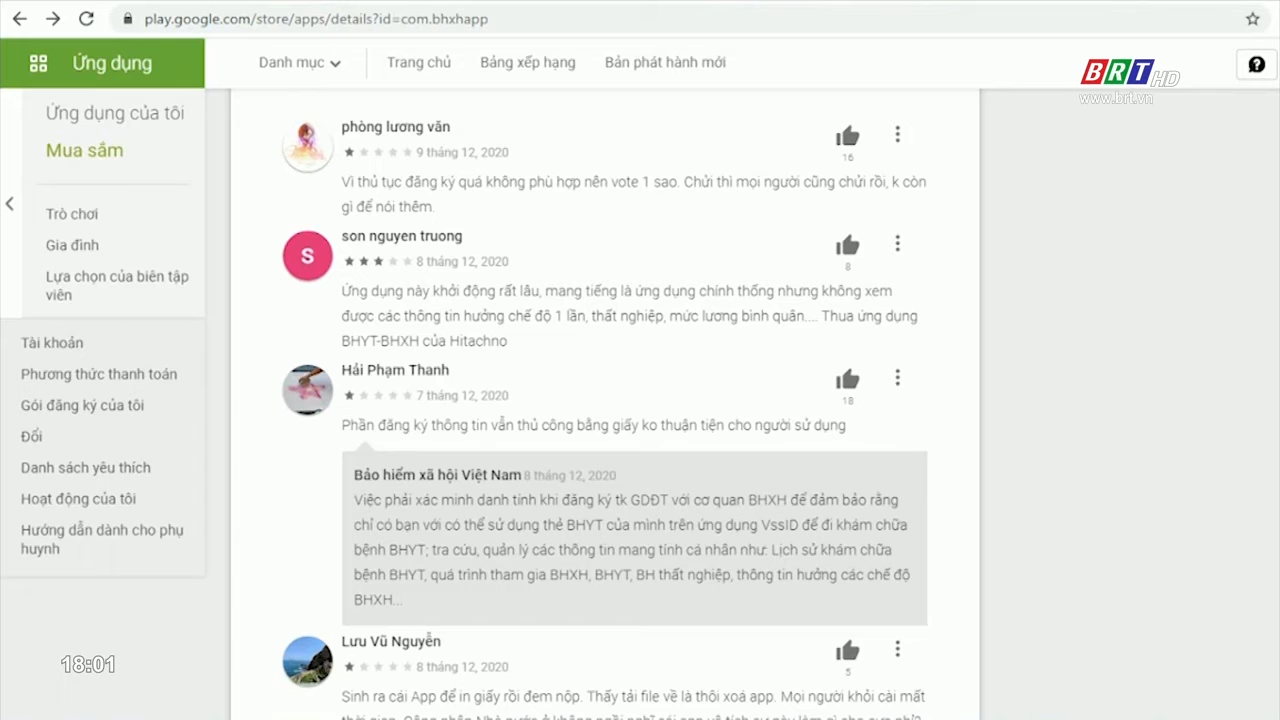 play.google.com/store/apps/details?id=com.bhxhapp
Ứng dụng
Danh mục
Trang chủ
Bảng xếp hạng
Bản phát hành mới
BRT HD
www.brt.vn
Ứng dụng của tôi
Mua sắm
Trò chơi
Gia đình
Lựa chọn của biên tập
viên
Tài khoản
Phương thức thanh toán
Gói đăng ký của tôi
Đổi
Danh sách yêu thích
Hoạt động của tôi
Hướng dẫn dành cho phụ
huynh
phòng lương văn
9 tháng 12, 2020
16
Vì thủ tục đăng ký quá không phù hợp nên vote 1 sao. Chửi thì mọi người cũng chửi rồi, k còn
gì để nói thêm.
S
son nguyen truong
8 tháng 12, 2020
8
Ứng dụng này khởi động rất lâu, mang tiếng là ứng dụng chính thống nhưng không xem
được các thông tin hưởng chế độ 1 lần, thất nghiệp, mức lương bình quân.... Thua ứng dụng
BHYT-BHXH của Hitachno
Hải Phạm Thanh
7 tháng 12, 2020
18
Phần đăng ký thông tin vẫn thủ công bằng giấy ko thuận tiện cho người sử dụng
Bảo hiểm xã hội Việt Nam 8 tháng 12, 2020
Việc phải xác minh danh tính khi đăng ký tk GDĐT với cơ quan BHXH để đảm bảo rằng
chỉ có bạn với có thể sử dụng thẻ BHYT của mình trên ứng dụng VssID để đi khám chữa
bệnh BHYT; tra cứu, quản lý các thông tin mang tính cá nhân như: Lịch sử khám chữa
bệnh BHYT, quá trình tham gia BHXH, BHYT, BH thất nghiệp, thông tin hưởng các chế độ
BHXH...
Lưu Vũ Nguyễn
8 tháng 12, 2020
5
Sinh ra cái App để in giấy rồi đem nộp. Thấy tải file về là thôi xoá app. Mọi người khỏi cài mất
18:01